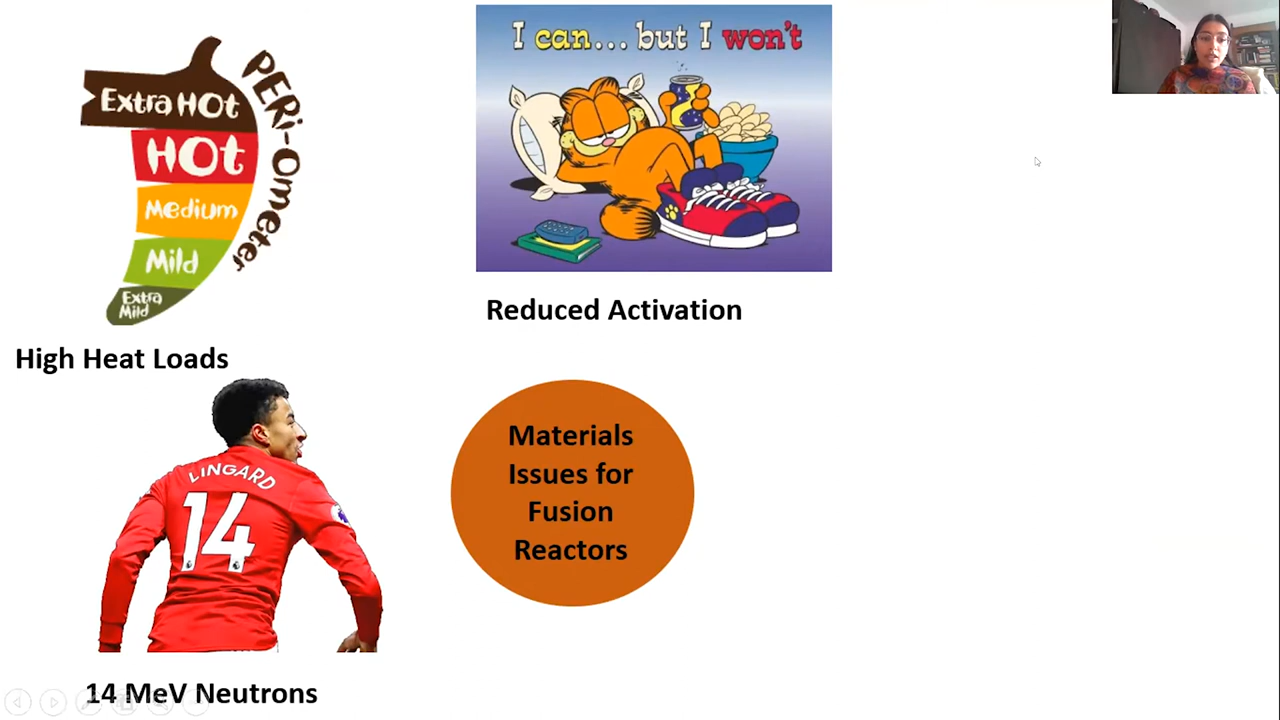 Extra Hot
Hot
Medium
Mild
Extra
Mild
PERi-Ometer
High Heat Loads
I can... but I won't
Reduced Activation
LINGARD
14
14 MeV Neutrons
Materials
Issues for
Fusion
Reactors